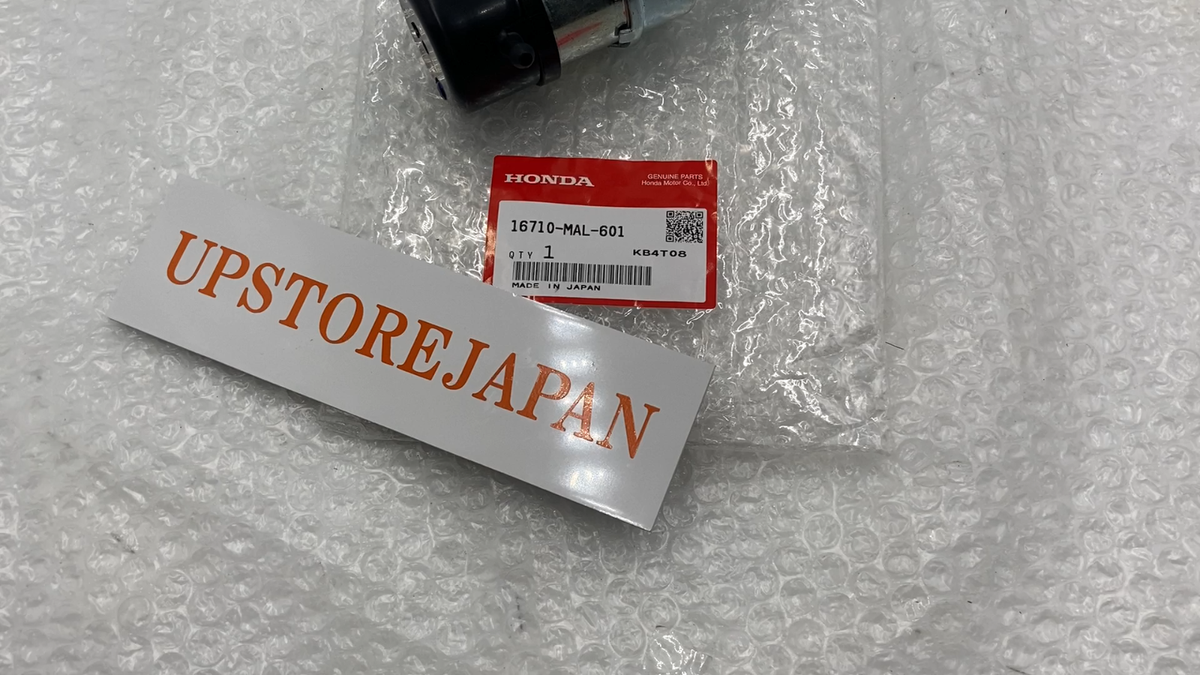 HONDA
GENUINE PARTS
Honda Motor Co., Ltd.
16710-MAL-601
QTY 1
KB4T08
MADE IN JAPAN
UPSTOREJAPAN